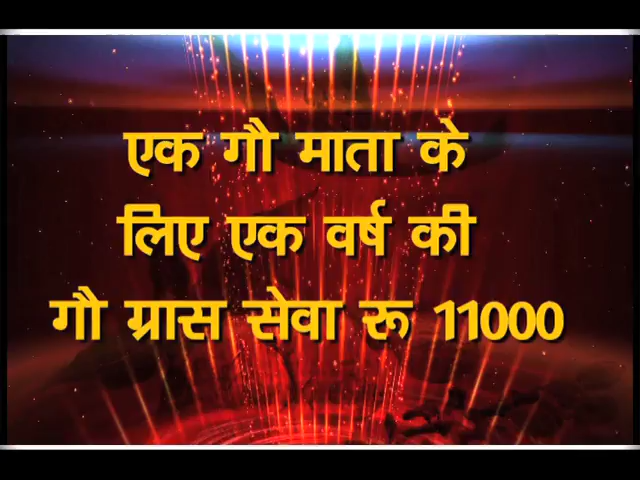 एक गौ माता के
लिए एक वर्ष की
गौ ग्रास सेवा रू 11000